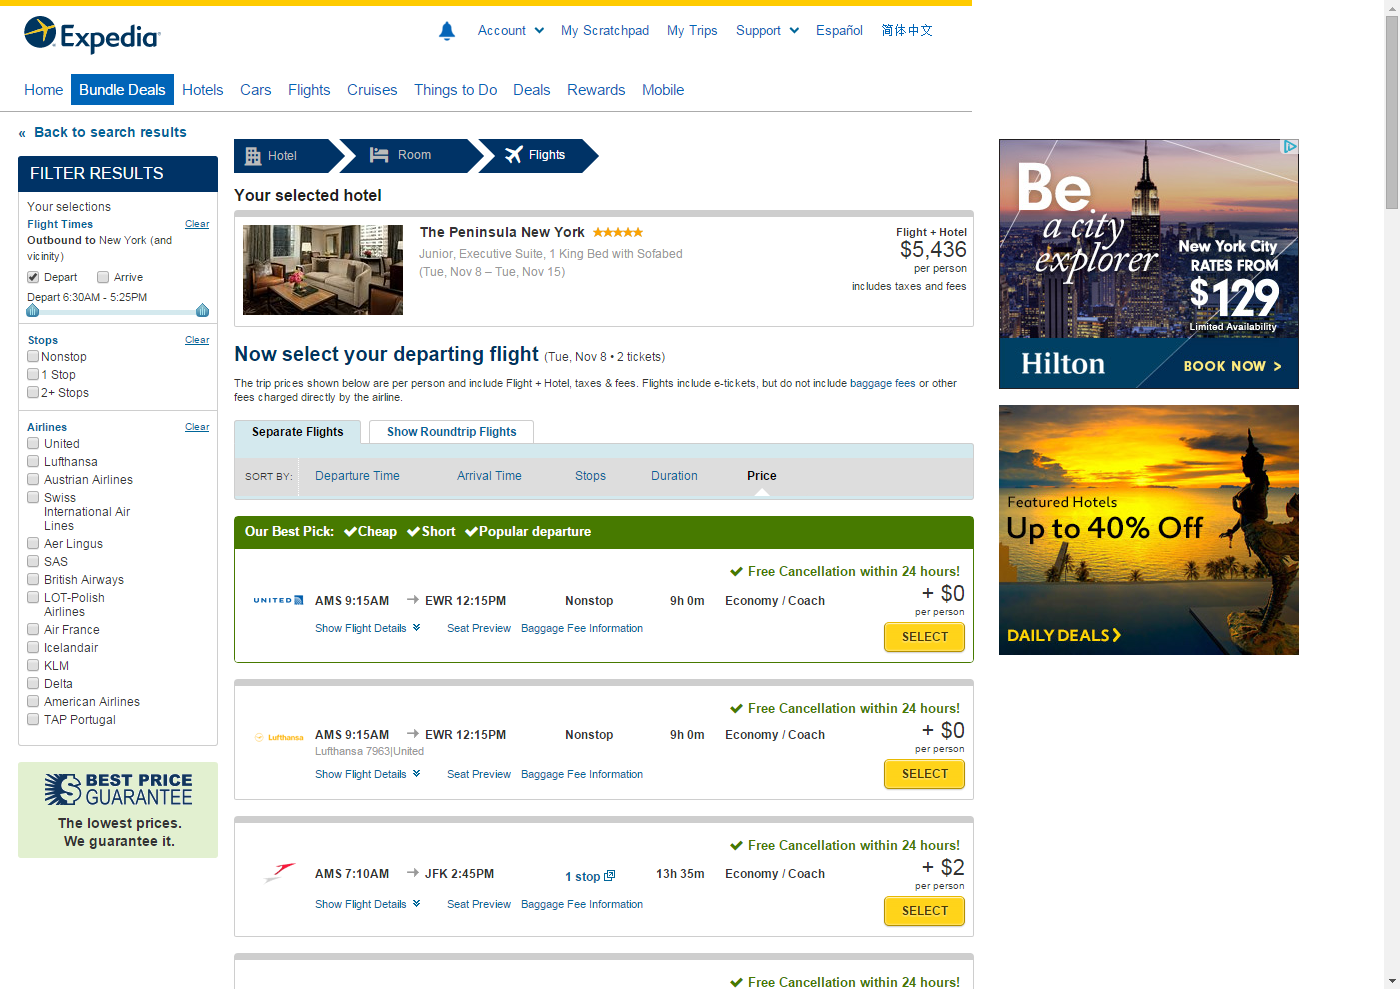 Expedia
Account
My Scratchpad
My Trips
Support
Español
简体中文
Home
Bundle Deals
Hotels
Cars
Flights
Cruises
Things to Do
Deals
Rewards
Mobile
« Back to search results
FILTER RESULTS
Your selections
Flight Times Clear
Outbound to New York (and
vicinity)
Depart Arrive
Depart 6:30AM - 5:25PM
Stops Clear
Nonstop
1 Stop
2+ Stops
Airlines Clear
United
Lufthansa
Austrian Airlines
Swiss
International Air
Lines
Aer Lingus
SAS
British Airways
LOT-Polish
Airlines
Air France
Icelandair
KLM
Delta
American Airlines
TAP Portugal
BEST PRICE
GUARANTEE
The lowest prices.
We guarantee it.
Hotel
Room
Flights
Your selected hotel
The Peninsula New York
Junior, Executive Suite, 1 King Bed with Sofabed
(Tue, Nov 8 – Tue, Nov 15)
Flight + Hotel
$5,436
per person
includes taxes and fees
Now select your departing flight (Tue, Nov 8 • 2 tickets)
The trip prices shown below are per person and include Flight + Hotel, taxes & fees. Flights include e-tickets, but do not include baggage fees or other
fees charged directly by the airline.
Separate Flights
Show Roundtrip Flights
SORT BY: Departure Time Arrival Time Stops Duration Price
Our Best Pick: Cheap Short Popular departure
Free Cancellation within 24 hours!
UNITED AMS 9:15AM EWR 12:15PM Nonstop 9h 0m Economy / Coach
+ $0
per person
Show Flight Details Seat Preview Baggage Fee Information
SELECT
Free Cancellation within 24 hours!
Lufthansa AMS 9:15AM EWR 12:15PM Nonstop 9h 0m Economy / Coach
+ $0
per person
Lufthansa 7963|United
Show Flight Details Seat Preview Baggage Fee Information
SELECT
Free Cancellation within 24 hours!
AMS 7:10AM JFK 2:45PM 1 stop 13h 35m Economy / Coach
+ $2
per person
Show Flight Details Seat Preview Baggage Fee Information
SELECT
Free Cancellation within 24 hours!
Be
a city
explorer
New York City
RATES FROM
$129
Limited Availability
Hilton
BOOK NOW >
Featured Hotels
Up to 40% Off
DAILY DEALS